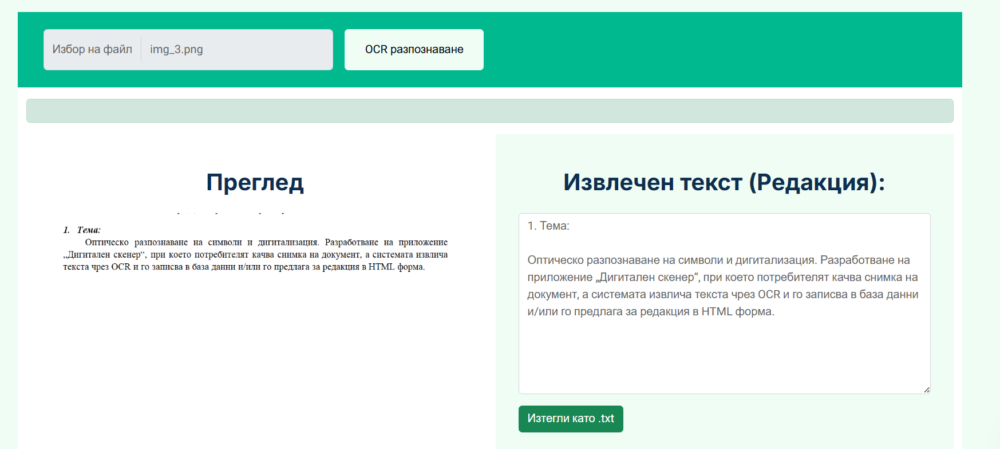 Избор на файл img_3.png
OCR разпознаване
Преглед
1. Тема:
Оптическо разпознаване на символи и дигитализация. Разработване на приложение
„Дигитален скенер“, при което потребителят качва снимка на документ, а системата извлича
текста чрез OCR и го записва в база данни и/или го предлага за редакция в HTML форма.
Извлечен текст (Редакция):
1. Тема:
Оптическо разпознаване на символи и дигитализация. Разработване на
приложение „Дигитален скенер“, при което потребителят качва снимка на
документ, а системата извлича текста чрез OCR и го записва в база данни
и/или го предлага за редакция в HTML форма.
Изтегли като .txt